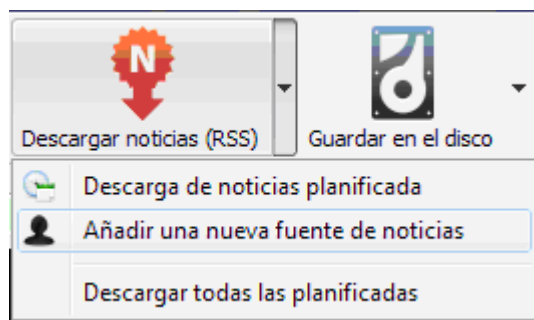 N
Descargar noticias (RSS)
Guardar en el disco
Descarga de noticias planificada
Añadir una nueva fuente de noticias
Descargar todas las planificadas